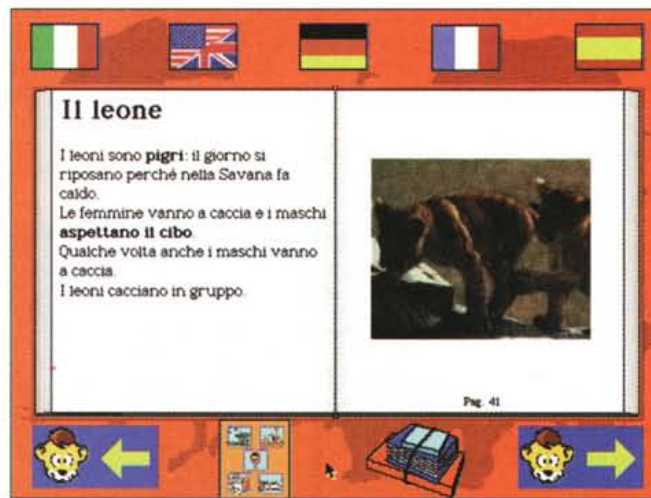 Il leone
I leoni sono pigri: il giorno si
riposano perché nella Savana fa
caldo.
Le femmine vanno a caccia e i maschi
aspettano il cibo.
Qualche volta anche i maschi vanno
a caccia.
I leoni cacciano in gruppo.
Pag. 41